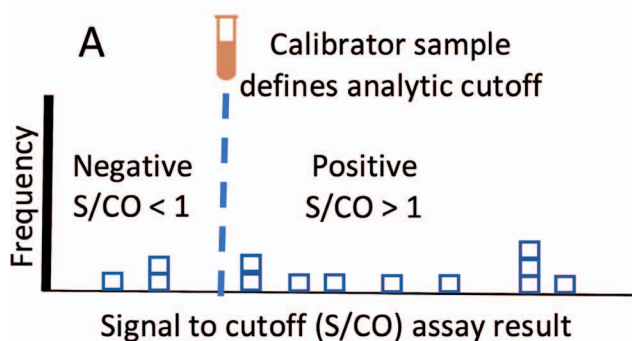 A
Calibrator sample
defines analytic cutoff
Negative
S/CO < 1
Positive
S/CO > 1
Frequency
Signal to cutoff (S/CO) assay result